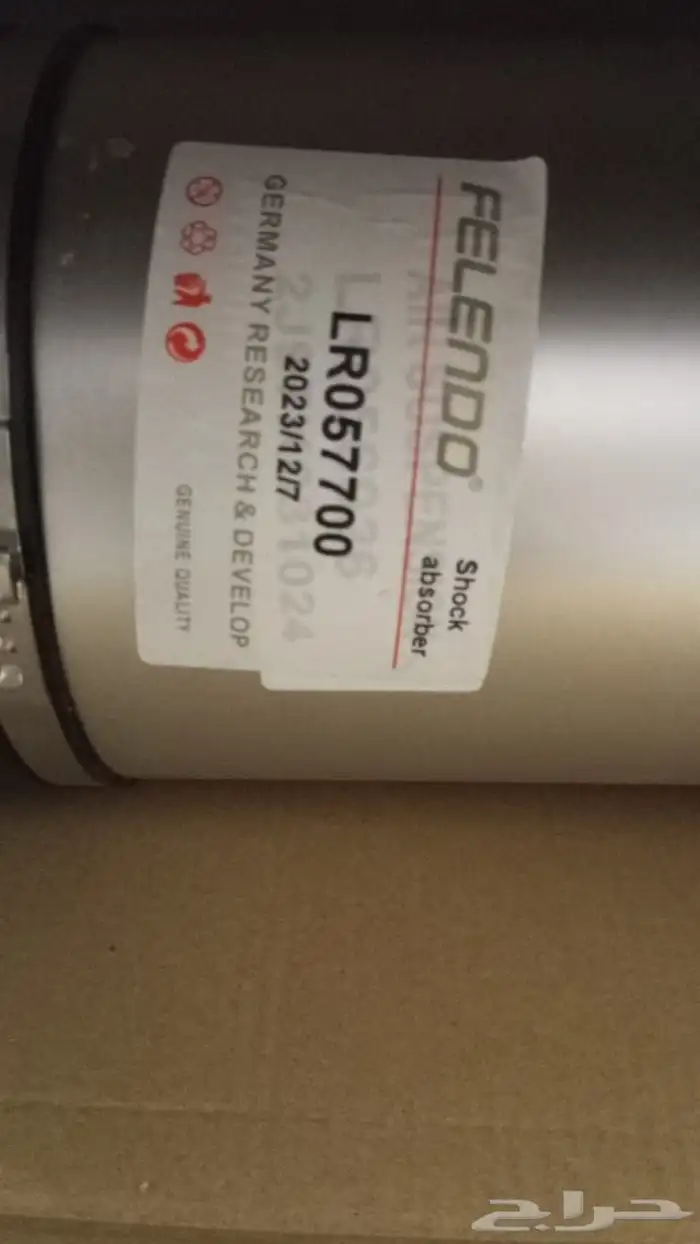 FELENDO®
Shock
absorber
LR057700
2023/12/7
GERMANY RESEARCH & DEVELOP
GENUINE QUALITY
حراج